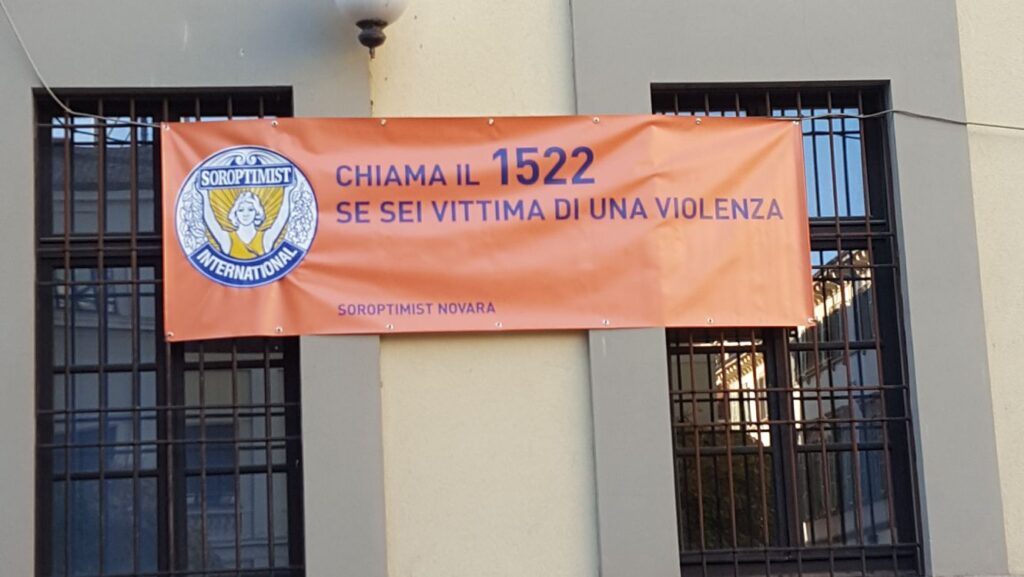 SOROPTIMIST
INTERNATIONAL
CHIAMA IL 1522
SE SEI VITTIMA DI UNA VIOLENZA
SOROPTIMIST NOVARA